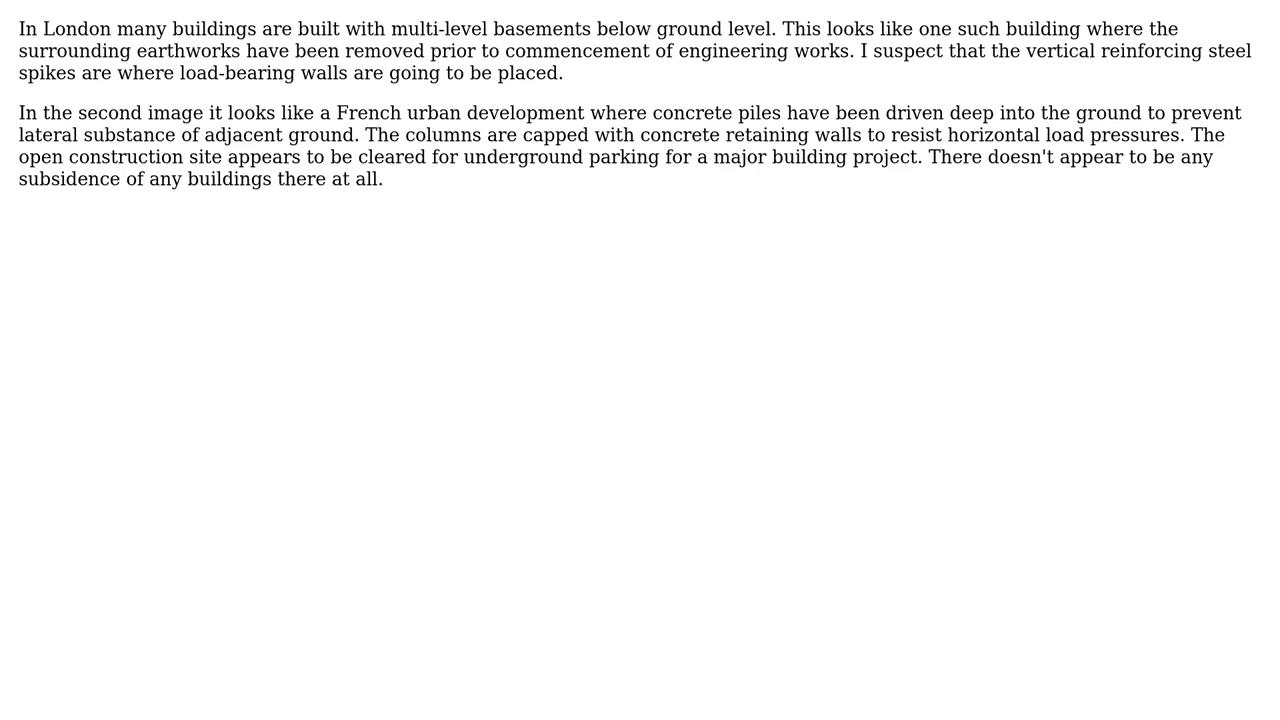 In London many buildings are built with multi-level basements below ground level. This looks like one such building where the
surrounding earthworks have been removed prior to commencement of engineering works. I suspect that the vertical reinforcing steel
spikes are where load-bearing walls are going to be placed.
In the second image it looks like a French urban development where concrete piles have been driven deep into the ground to prevent
lateral substance of adjacent ground. The columns are capped with concrete retaining walls to resist horizontal load pressures. The
open construction site appears to be cleared for underground parking for a major building project. There doesn't appear to be any
subsidence of any buildings there at all.